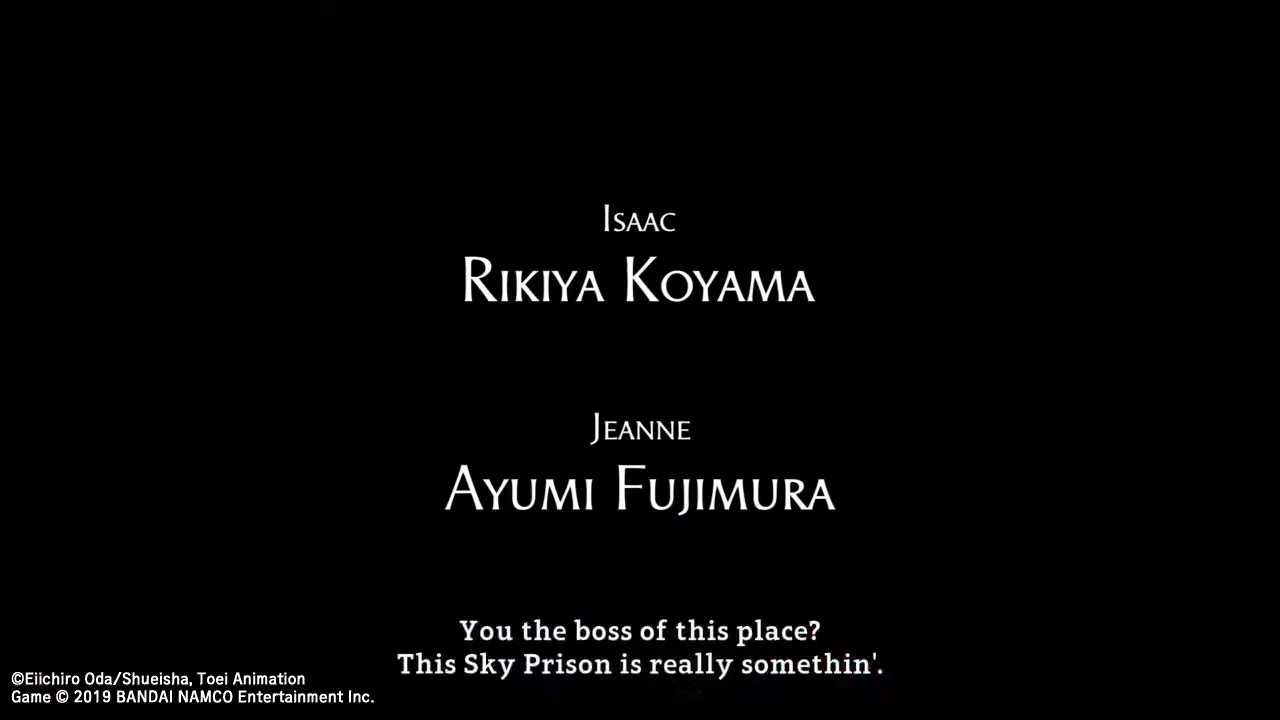 Isaac
Rikiya Koyama
Jeanne
Ayumi Fujimura
You the boss of this place?
This Sky Prison is really somethin'.
©Eiichiro Oda/Shueisha, Toei Animation
Game © 2019 BANDAI NAMCO Entertainment Inc.